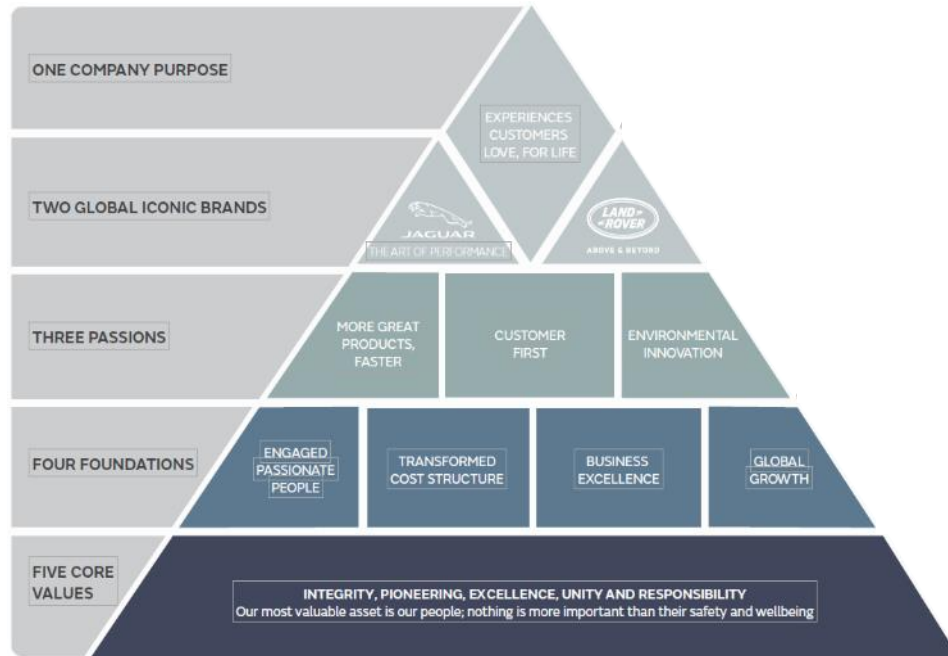 ONE COMPANY PURPOSE
EXPERIENCES
CUSTOMERS
LOVE, FOR LIFE
TWO GLOBAL ICONIC BRANDS
JAGUAR
THE ART OF PERFORMANCE
LAND
ROVER
ABOVE & BEYOND
THREE PASSIONS
MORE GREAT
PRODUCTS,
FASTER
CUSTOMER
FIRST
ENVIRONMENTAL
INNOVATION
FOUR FOUNDATIONS
ENGAGED
PASSIONATE
PEOPLE
TRANSFORMED
COST STRUCTURE
BUSINESS
EXCELLENCE
GLOBAL
GROWTH
FIVE CORE
VALUES
INTEGRITY, PIONEERING, EXCELLENCE, UNITY AND RESPONSIBILITY
Our most valuable asset is our people; nothing is more important than their safety and wellbeing